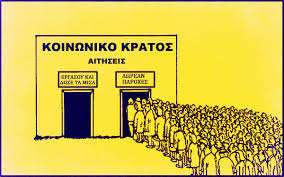 ΚΟΙΝΩΝΙΚΟ ΚΡΑΤΟΣ
ΑΙΤΗΣΕΙΣ
ΕΡΓΑΣΟΥ ΚΑΙ
ΔΩΣΕ ΤΑ ΜΙΣΑ
ΔΩΡΕΑΝ
ΠΑΡΟΧΕΣ